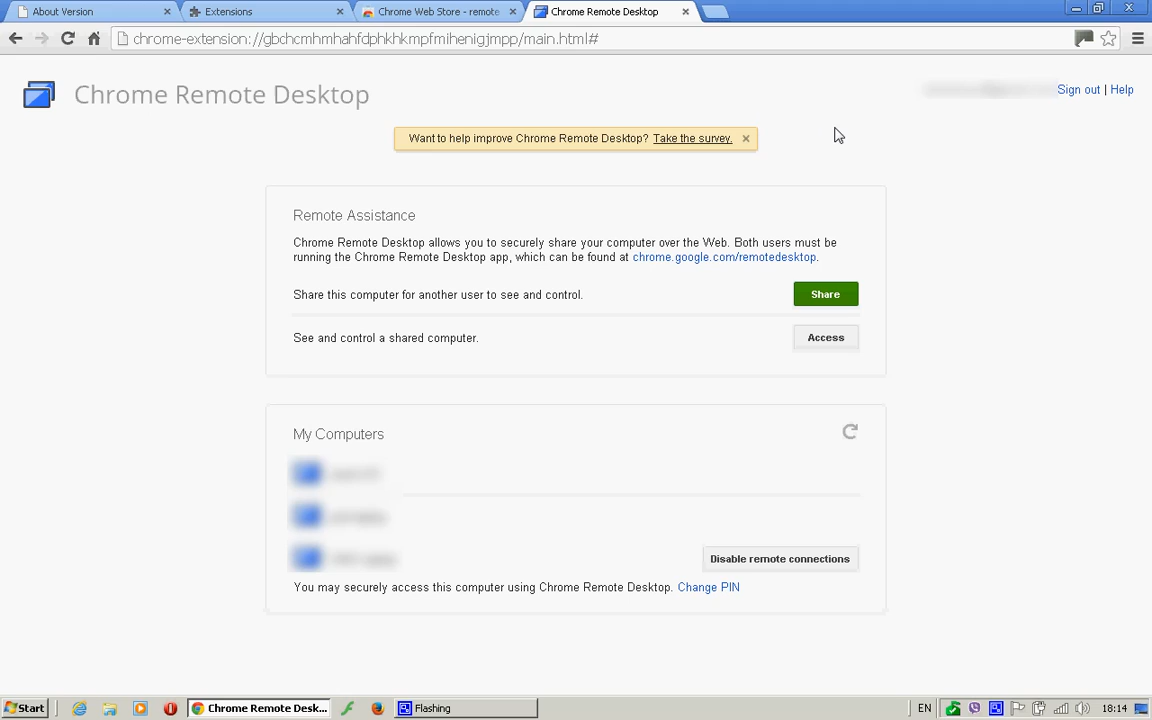 About Version
Extensions
Chrome Web Store - remote
Chrome Remote Desktop
chrome-extension://gbchcmhmhahfdphkhkmpfmihenigjmpp/main.html#
Chrome Remote Desktop
Sign out | Help
Want to help improve Chrome Remote Desktop? Take the survey.
Remote Assistance
Chrome Remote Desktop allows you to securely share your computer over the Web. Both users must be
running the Chrome Remote Desktop app, which can be found at chrome.google.com/remotedesktop.
Share this computer for another user to see and control.
Share
See and control a shared computer.
Access
My Computers
Disable remote connections
You may securely access this computer using Chrome Remote Desktop. Change PIN
Start
Chrome Remote Desk...
Flashing
EN
18:14